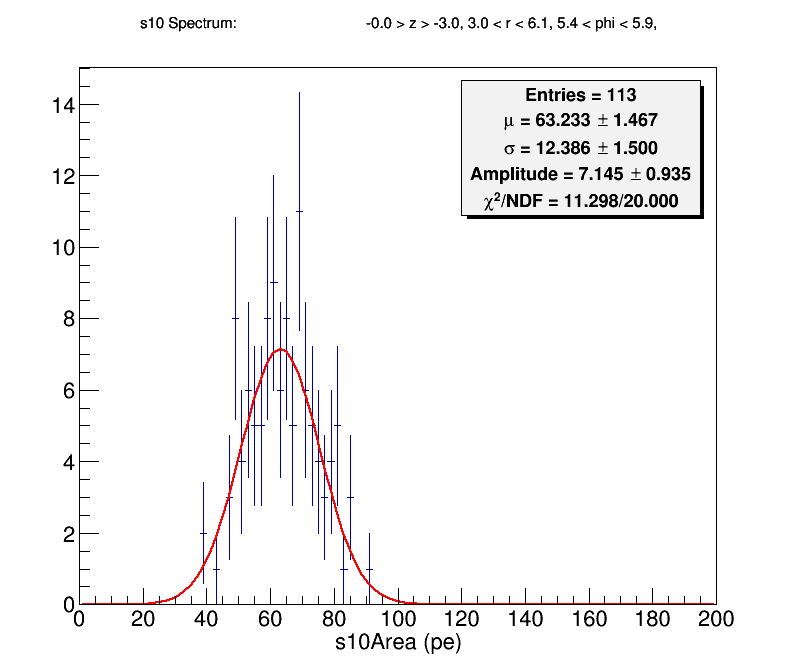 s10 Spectrum: -0.0 > z > -3.0, 3.0 < r < 6.1, 5.4 < phi < 5.9,
Entries = 113
μ = 63.233 ± 1.467
σ = 12.386 ± 1.500
Amplitude = 7.145 ± 0.935
χ²/NDF = 11.298/20.000
14
12
10
8
6
4
2
0
0 20 40 60 80 100 120 140 160 180 200
s10Area (pe)